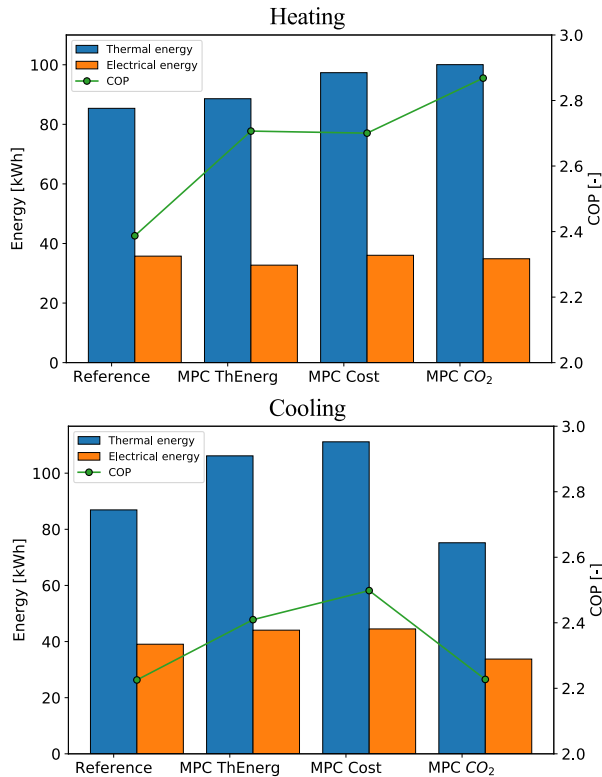 Heating
Thermal energy
Electrical energy
COP
Energy [kWh]
0
20
40
60
80
100
COP [-]
2.0
2.2
2.4
2.6
2.8
3.0
Reference MPC ThEnerg MPC Cost MPC CO₂
Cooling
Thermal energy
Electrical energy
COP
Energy [kWh]
0
20
40
60
80
100
COP [-]
2.0
2.2
2.4
2.6
2.8
3.0
Reference MPC ThEnerg MPC Cost MPC CO₂